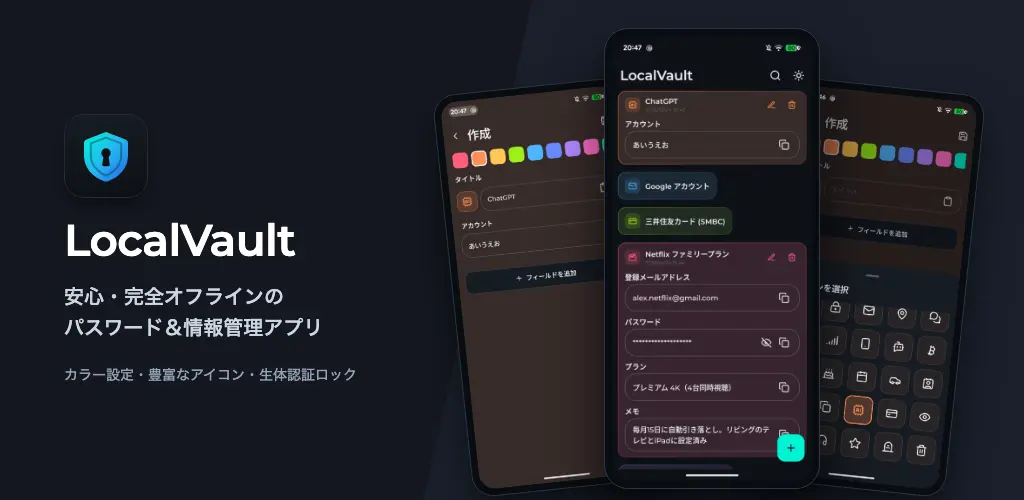 LocalVault
安心・完全オフラインの
パスワード＆情報管理アプリ
カラー設定・豊富なアイコン・生体認証ロック
20:47
作成
タイトル
ChatGPT
アカウント
あいうえお
+ フィールドを追加
20:47
LocalVault
ChatGPT
アカウント
あいうえお
Google アカウント
三井住友カード (SMBC)
Netflix ファミリープラン
登録メールアドレス
alex.netflix@gmail.com
パスワード
プラン
プレミアム 4K（4台同時視聴）
メモ
毎月15日に自動引き落とし。リビングのテ
レビとiPadに設定済み
+
作成
タイトル
+ フィールドを追加
ンを選択
AI